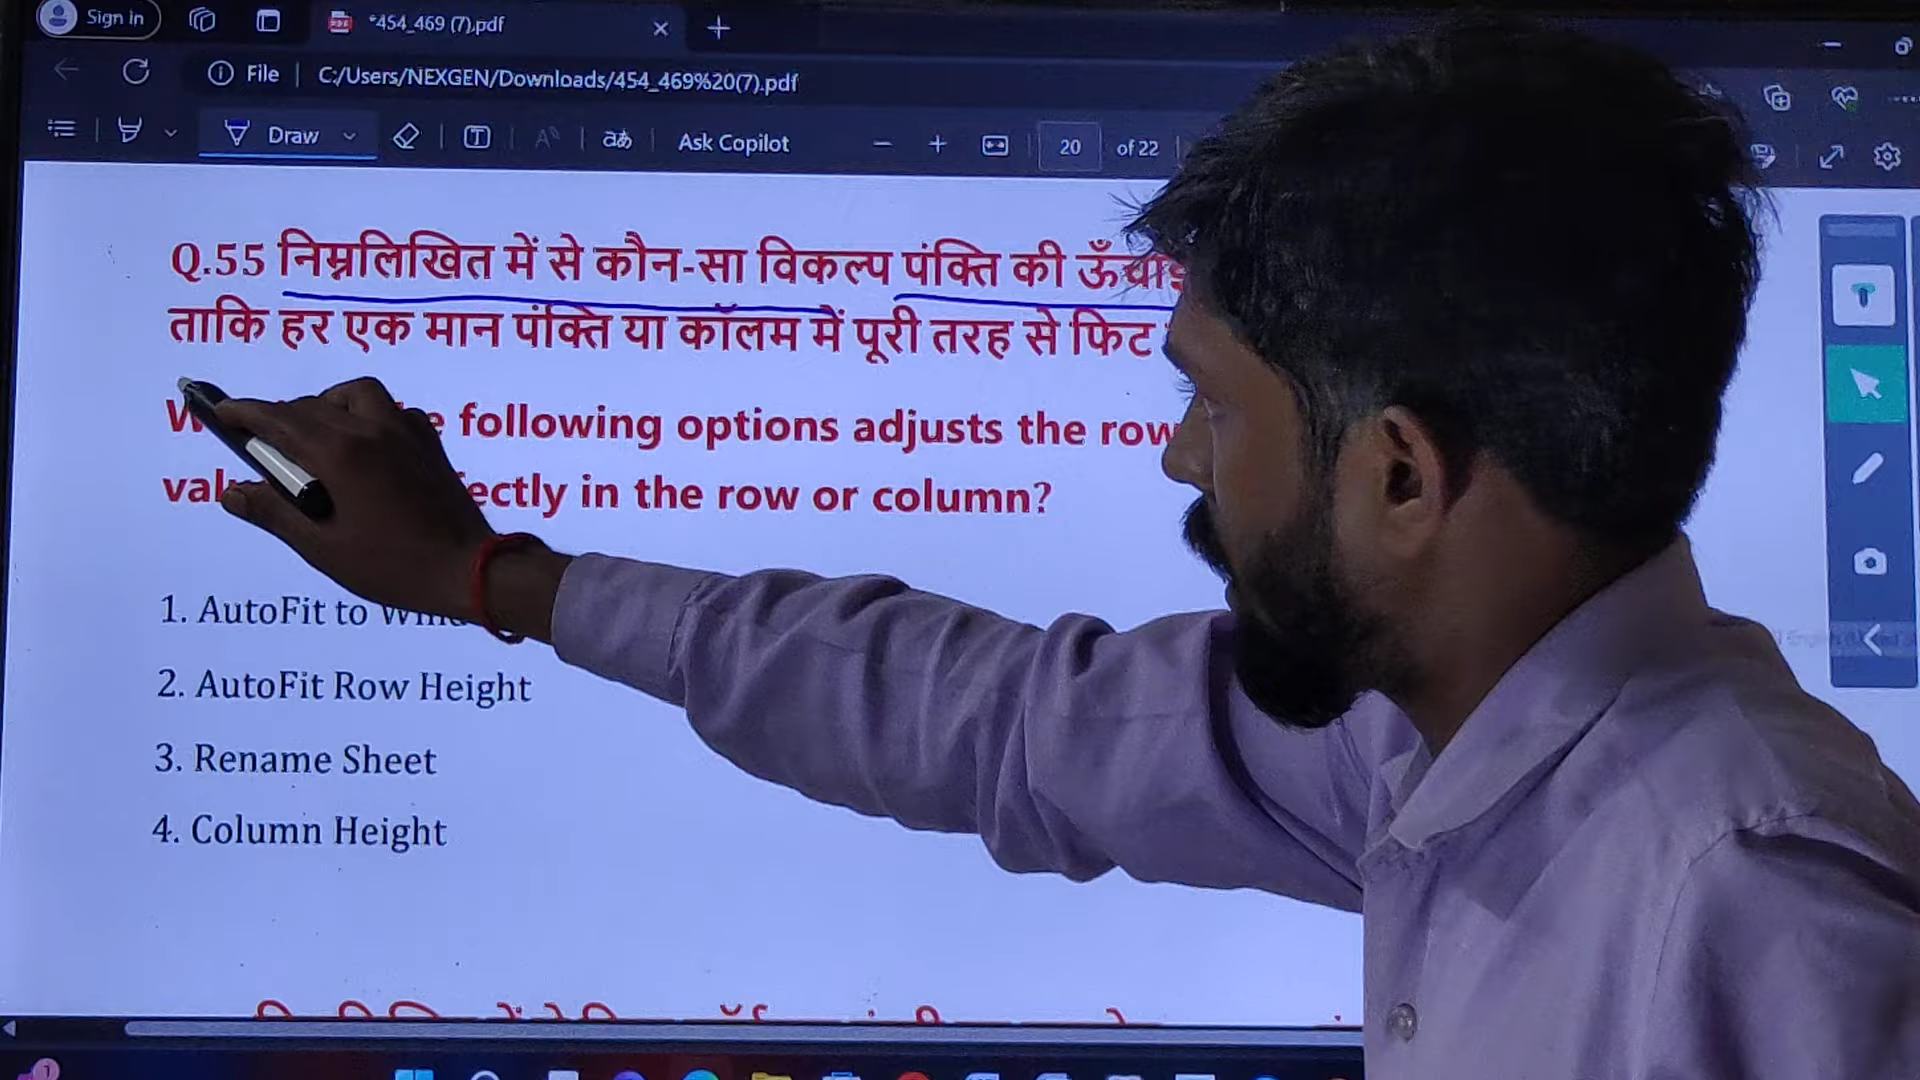 Sign in
*454_469 (7).pdf
File
C:/Users/NEXGEN/Downloads/454_469%20(7).pdf
Draw
Ask Copilot
20 of 22
Q.55 निम्नलिखित में से कौन-सा विकल्प पंक्ति की
ताकि हर एक मान पंक्ति या कॉलम में पूरी तरह से फिट
following options adjusts the row
in the row or column?
1. AutoFit to
2. AutoFit Row Height
3. Rename Sheet
4. Column Height
1